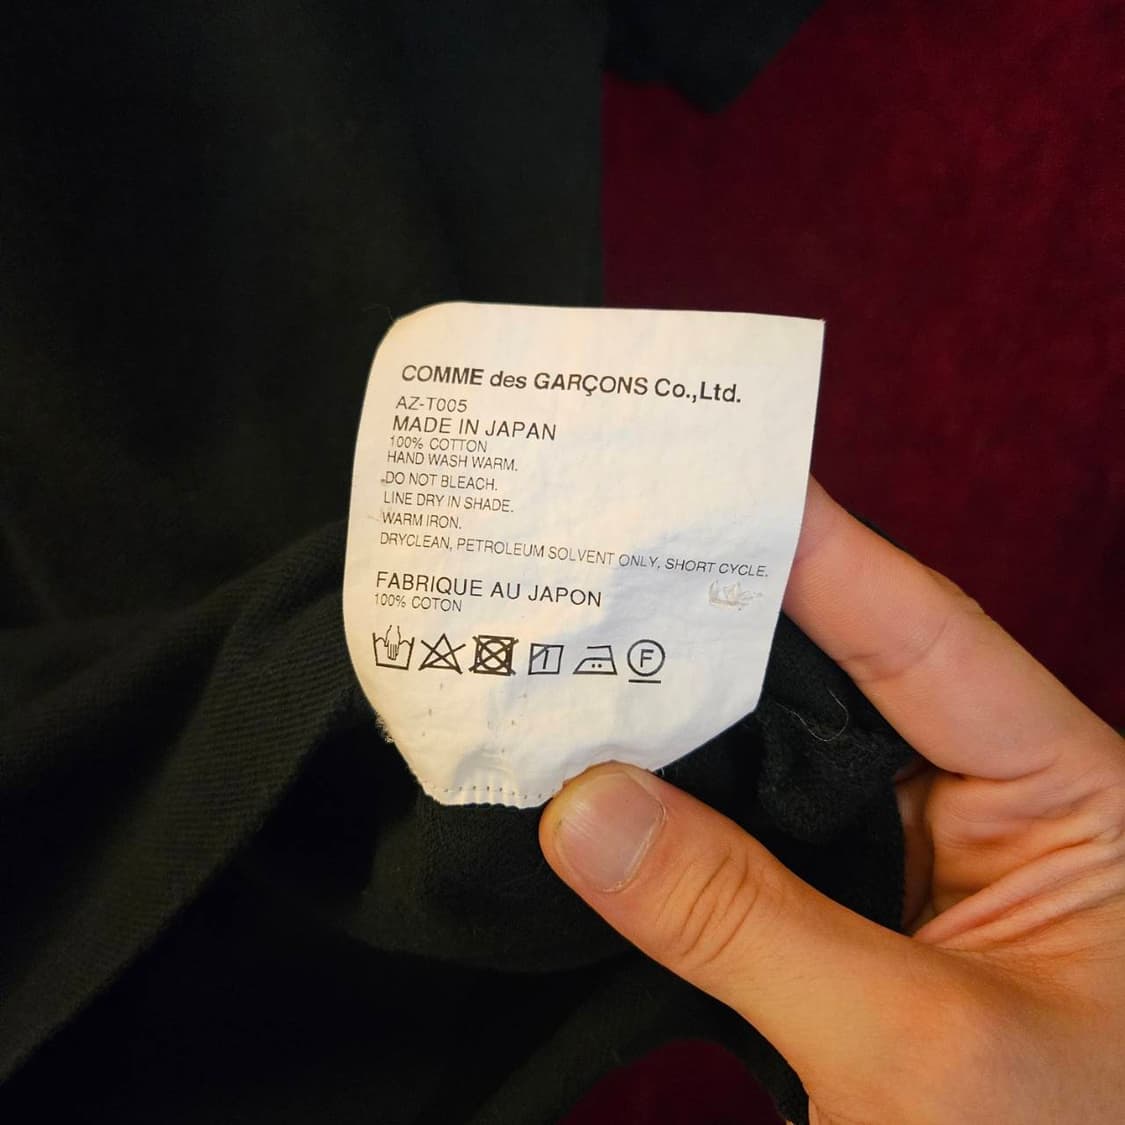 COMME des GARÇONS Co.,Ltd.
AZ-T005
MADE IN JAPAN
100% COTTON
HAND WASH WARM.
DO NOT BLEACH.
LINE DRY IN SHADE.
WARM IRON.
DRYCLEAN, PETROLEUM SOLVENT ONLY, SHORT CYCLE.
FABRIQUE AU JAPON
100% COTON
F